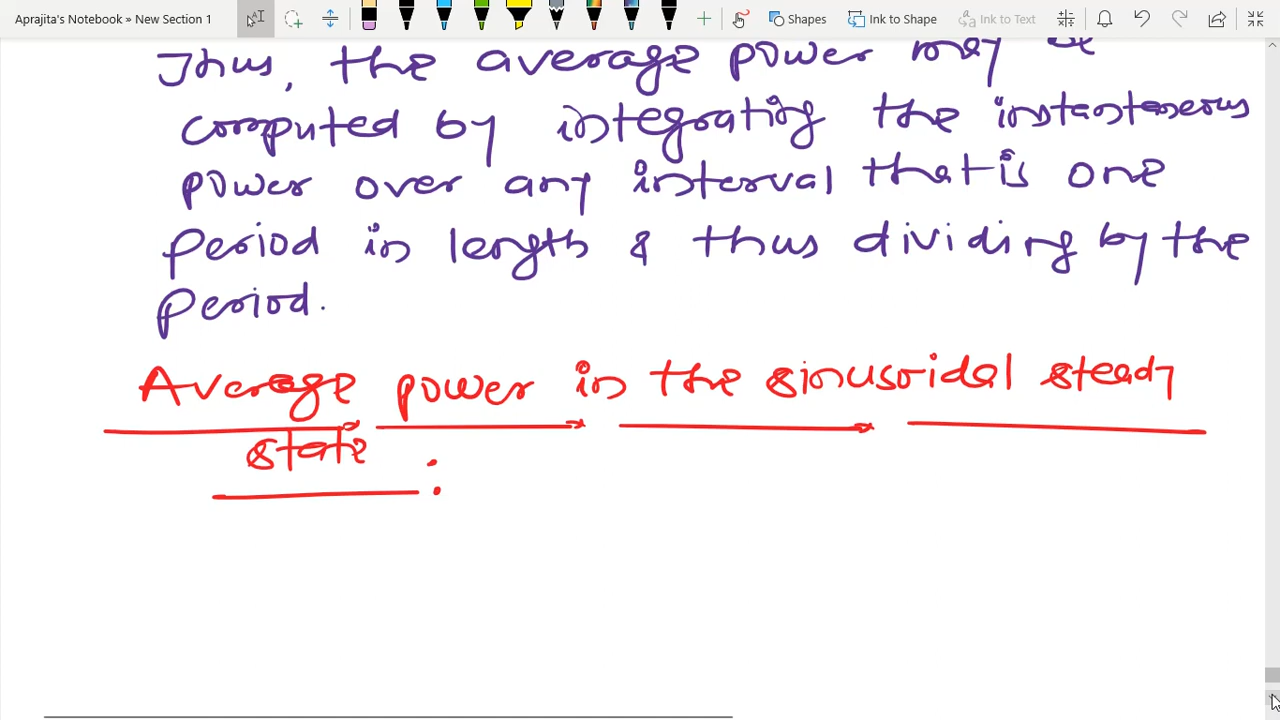 Aprajita's Notebook » New Section 1
Shapes
Ink to Shape
Ink to Text
Thus, the average power may be
computed by integrating the instantaneous
power over any interval that is one
period in length & thus dividing by the
period.
Average power in the sinusoidal steady
state :